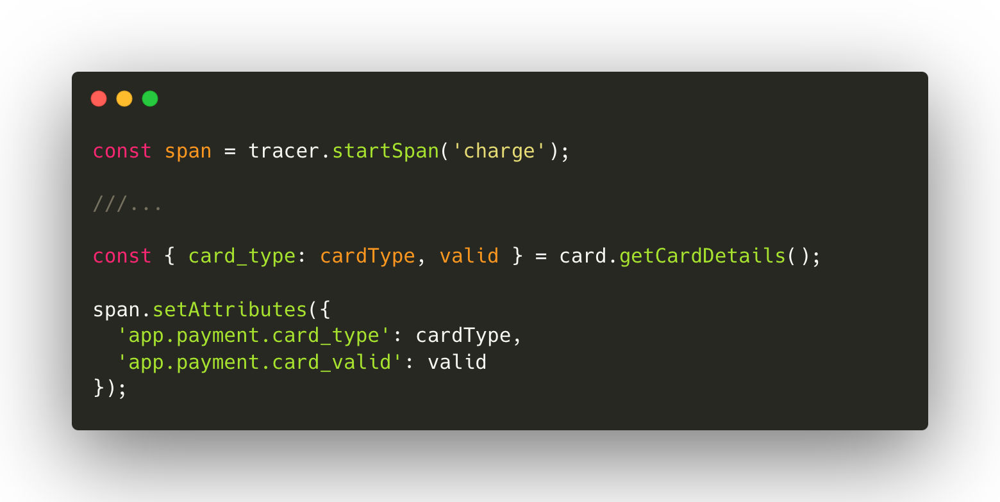 const span = tracer.startSpan('charge');
///...
const { card_type: cardType, valid } = card.getCardDetails();
span.setAttributes({
  'app.payment.card_type': cardType,
  'app.payment.card_valid': valid
});